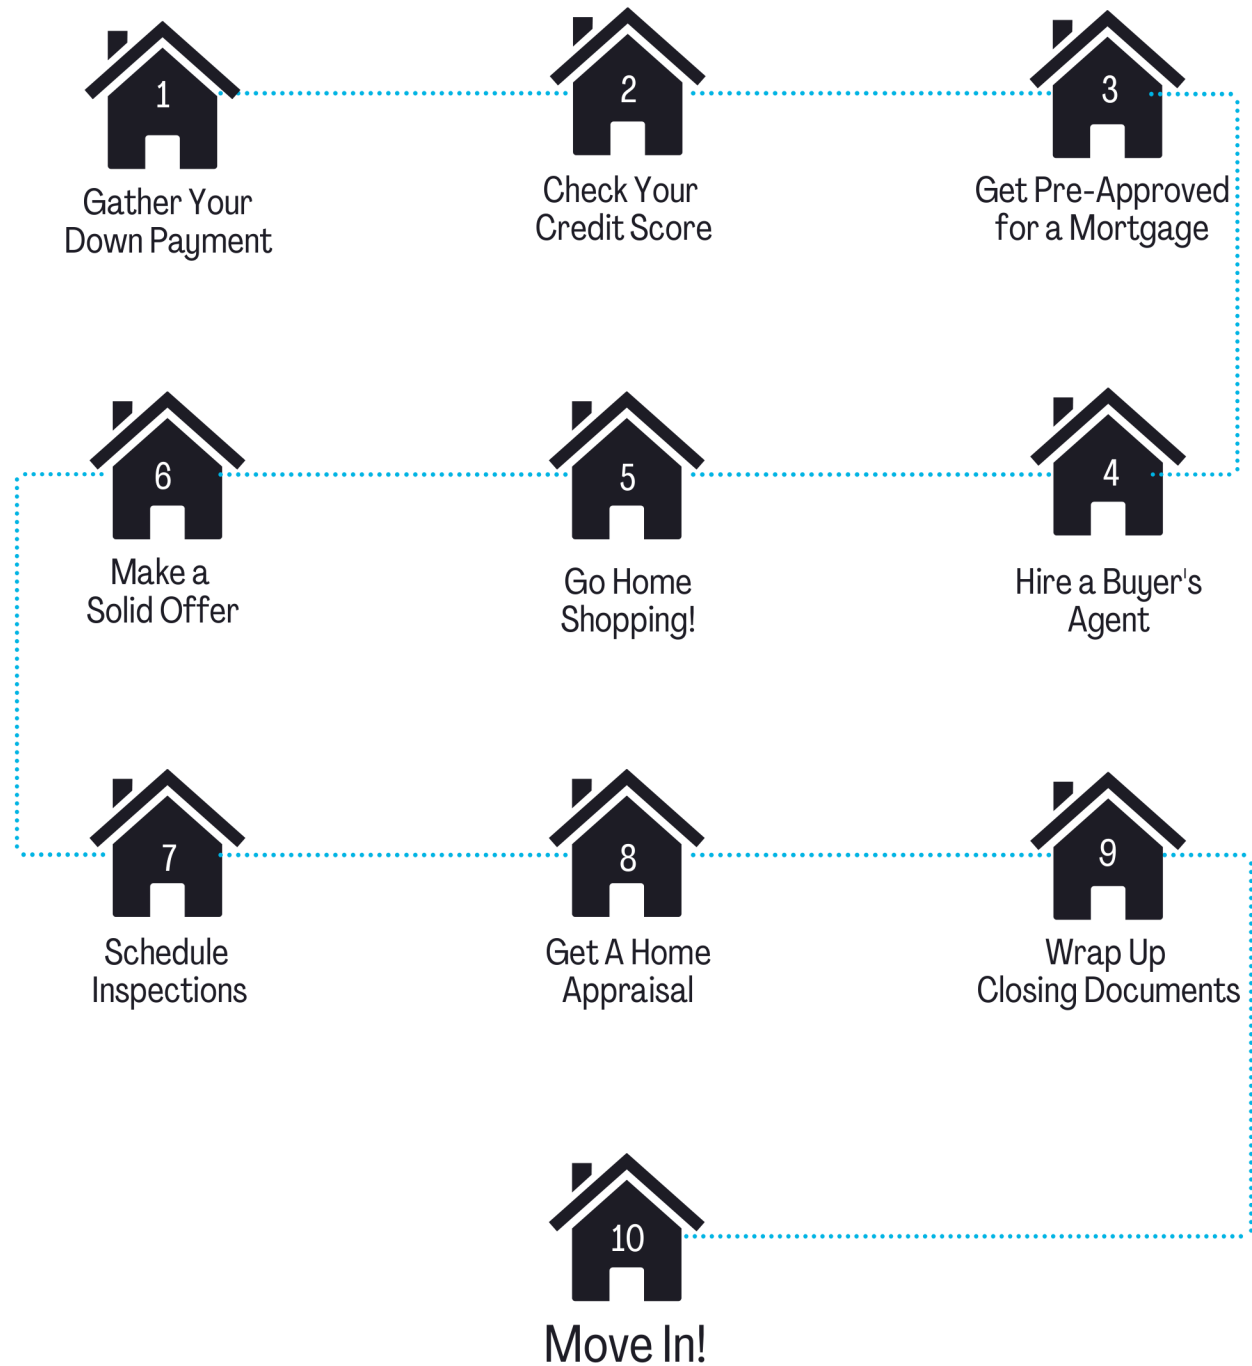 1
Gather Your
Down Payment
2
Check Your
Credit Score
3
Get Pre-Approved
for a Mortgage
4
Hire a Buyer's
Agent
5
Go Home
Shopping!
6
Make a
Solid Offer
7
Schedule
Inspections
8
Get A Home
Appraisal
9
Wrap Up
Closing Documents
10
Move In!